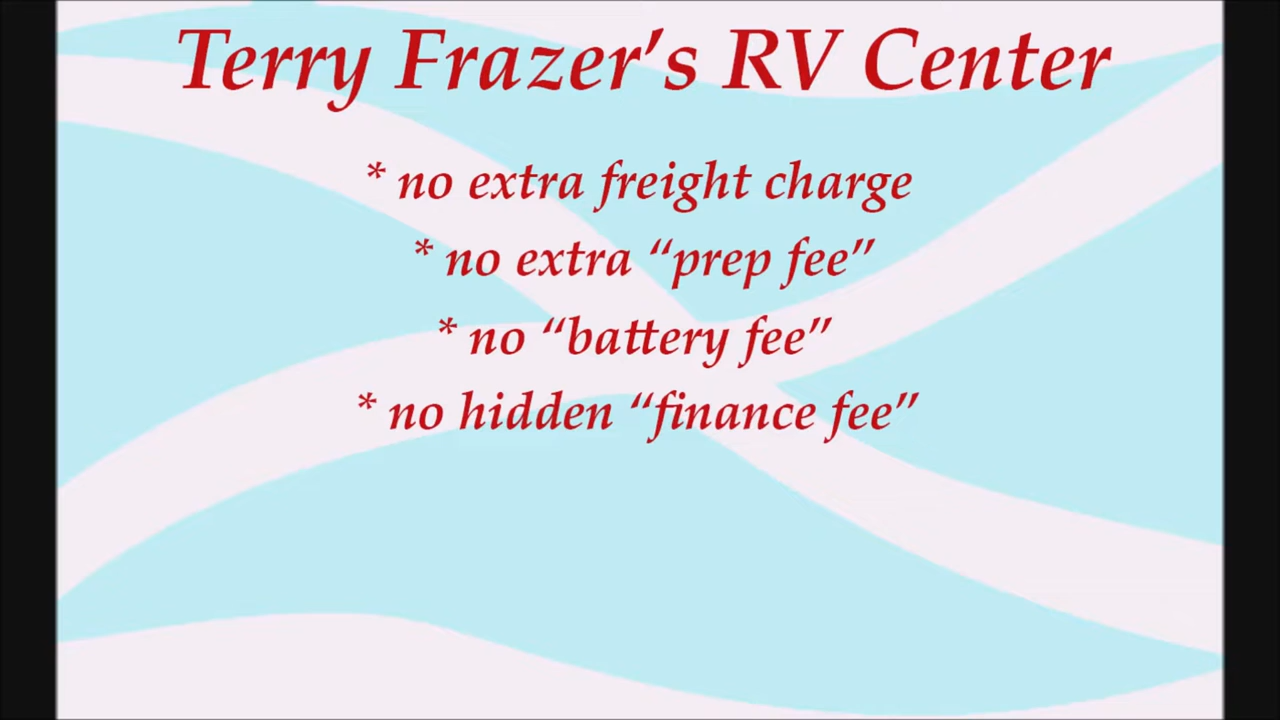 Terry Frazer’s RV Center
* no extra freight charge
* no extra “prep fee”
* no “battery fee”
* no hidden “finance fee”